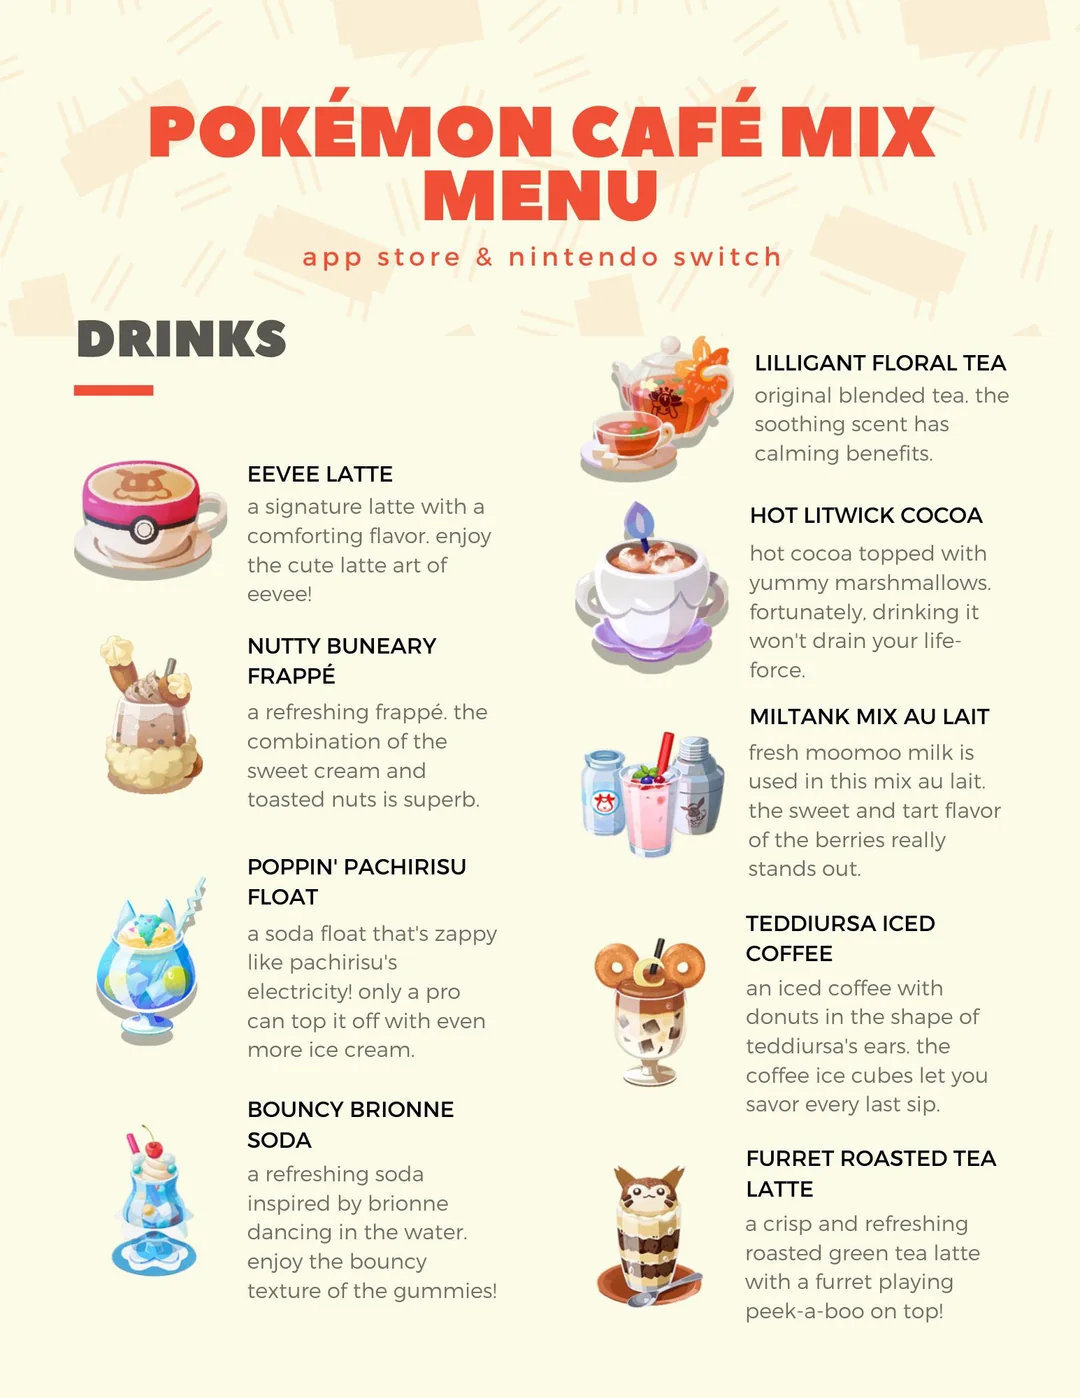 POKÉMON CAFÉ MIX
MENU
app store & nintendo switch
DRINKS
EEVEE LATTE
a signature latte with a
comforting flavor. enjoy
the cute latte art of
eevee!
NUTTY BUNEARY
FRAPPÉ
a refreshing frappé. the
combination of the
sweet cream and
toasted nuts is superb.
POPPIN' PACHIRISU
FLOAT
a soda float that's zappy
like pachirisu's
electricity! only a pro
can top it off with even
more ice cream.
BOUNCY BRIONNE
SODA
a refreshing soda
inspired by brionne
dancing in the water.
enjoy the bouncy
texture of the gummies!
LILLIGANT FLORAL TEA
original blended tea. the
soothing scent has
calming benefits.
HOT LITWICK COCOA
hot cocoa topped with
yummy marshmallows.
fortunately, drinking it
won't drain your life-
force.
MILTANK MIX AU LAIT
fresh moomoo milk is
used in this mix au lait.
the sweet and tart flavor
of the berries really
stands out.
TEDDIURSA ICED
COFFEE
an iced coffee with
donuts in the shape of
teddiursa's ears. the
coffee ice cubes let you
savor every last sip.
FURRET ROASTED TEA
LATTE
a crisp and refreshing
roasted green tea latte
with a furret playing
peek-a-boo on top!